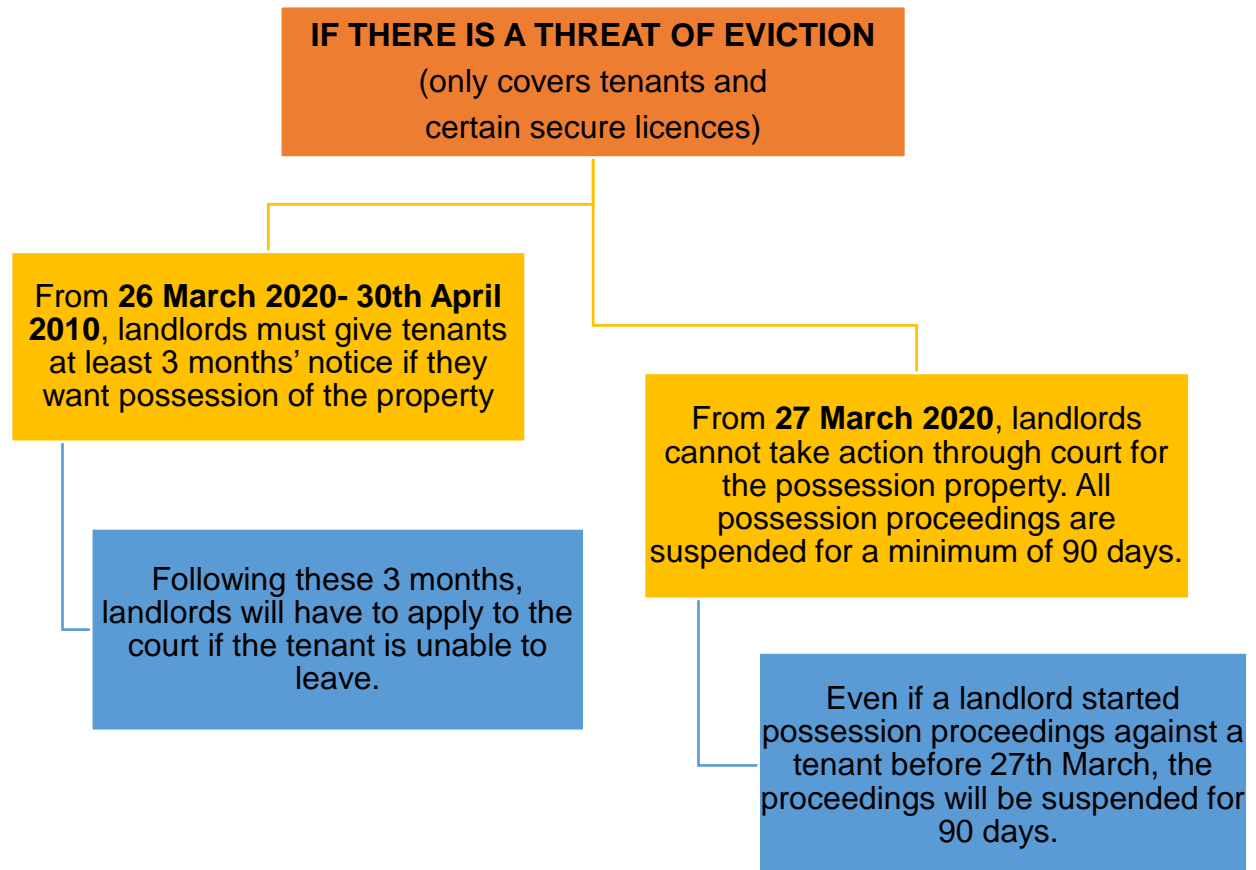 IF THERE IS A THREAT OF EVICTION
(only covers tenants and
certain secure licences)
From 26 March 2020- 30th April
2010, landlords must give tenants
at least 3 months’ notice if they
want possession of the property
Following these 3 months,
landlords will have to apply to the
court if the tenant is unable to
leave.
From 27 March 2020, landlords
cannot take action through court for
the possession property. All
possession proceedings are
suspended for a minimum of 90 days.
Even if a landlord started
possession proceedings against a
tenant before 27th March, the
proceedings will be suspended for
90 days.